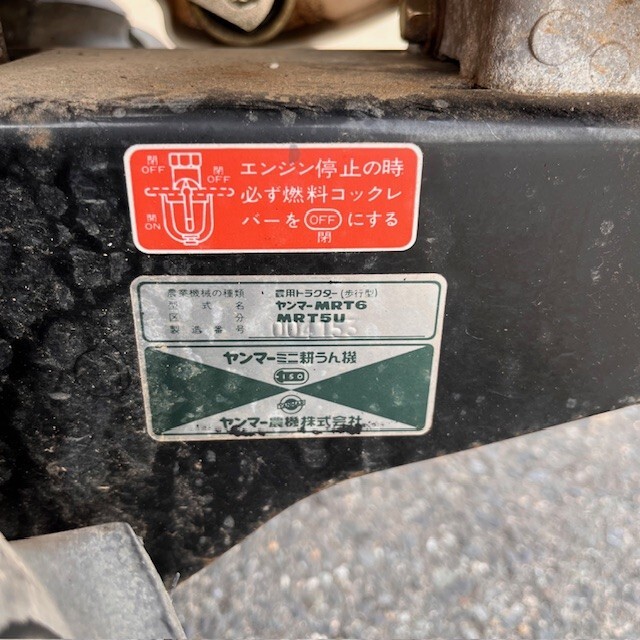 閉
OFF
閉
OFF
開
ON
エンジン停止の時
必ず燃料コックレ
バーを OFF にする
閉
農業機械の種類 農用トラクター(歩行型)
型式名 ヤンマーMRT6
区分 MRT5U
製造番号
ヤンマーミニ耕うん機
ヤンマー農機株式会社